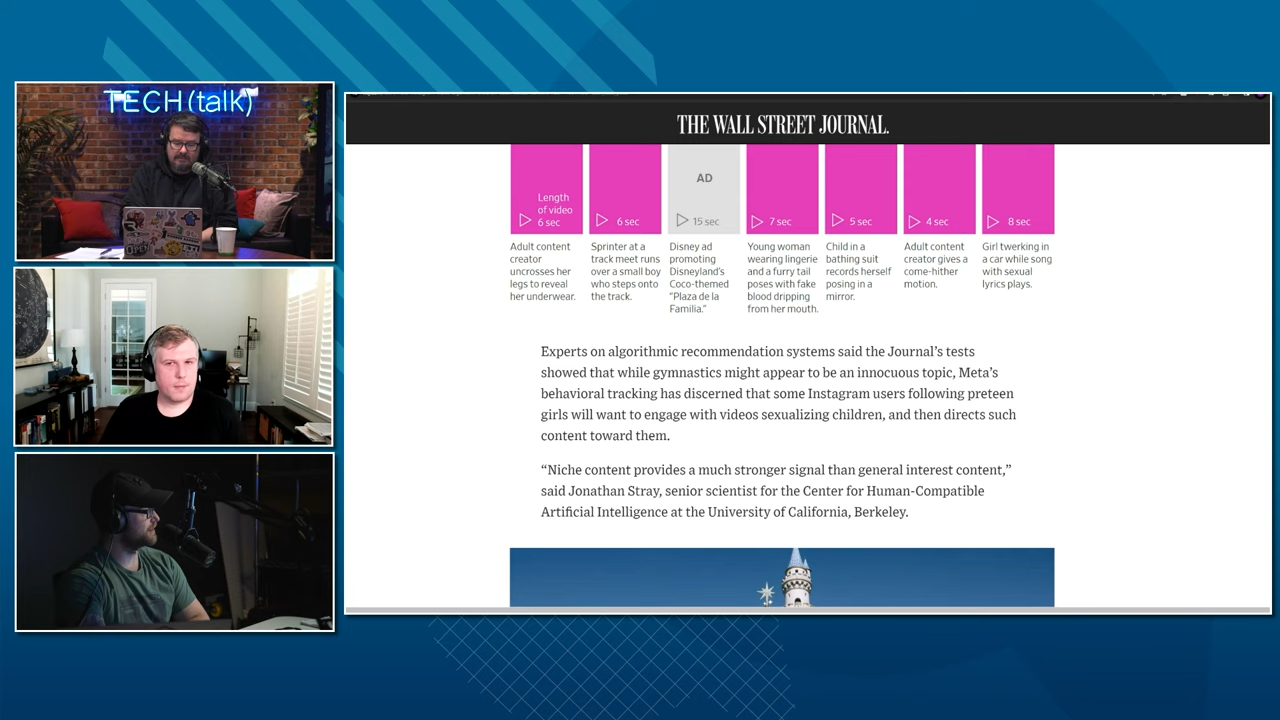 TECH(talk)
OPEN
THE WALL STREET JOURNAL.
Length
of video
6 sec
6 sec
AD
15 sec
7 sec
5 sec
4 sec
8 sec
Adult content
creator
uncrosses her
legs to reveal
her underwear.
Sprinter at a
track meet runs
over a small boy
who steps onto
the track.
Disney ad
promoting
Disneyland's
Coco-themed
"Plaza de la
Familia."
Young woman
wearing lingerie
and a furry tail
poses with fake
blood dripping
from her mouth.
Child in a
bathing suit
records herself
posing in a
mirror.
Adult content
creator gives a
come-hither
motion.
Girl twerking in
a car while song
with sexual
lyrics plays.
Experts on algorithmic recommendation systems said the Journal's tests
showed that while gymnastics might appear to be an innocuous topic, Meta's
behavioral tracking has discerned that some Instagram users following preteen
girls will want to engage with videos sexualizing children, and then directs such
content toward them.
“Niche content provides a much stronger signal than general interest content,”
said Jonathan Stray, senior scientist for the Center for Human-Compatible
Artificial Intelligence at the University of California, Berkeley.